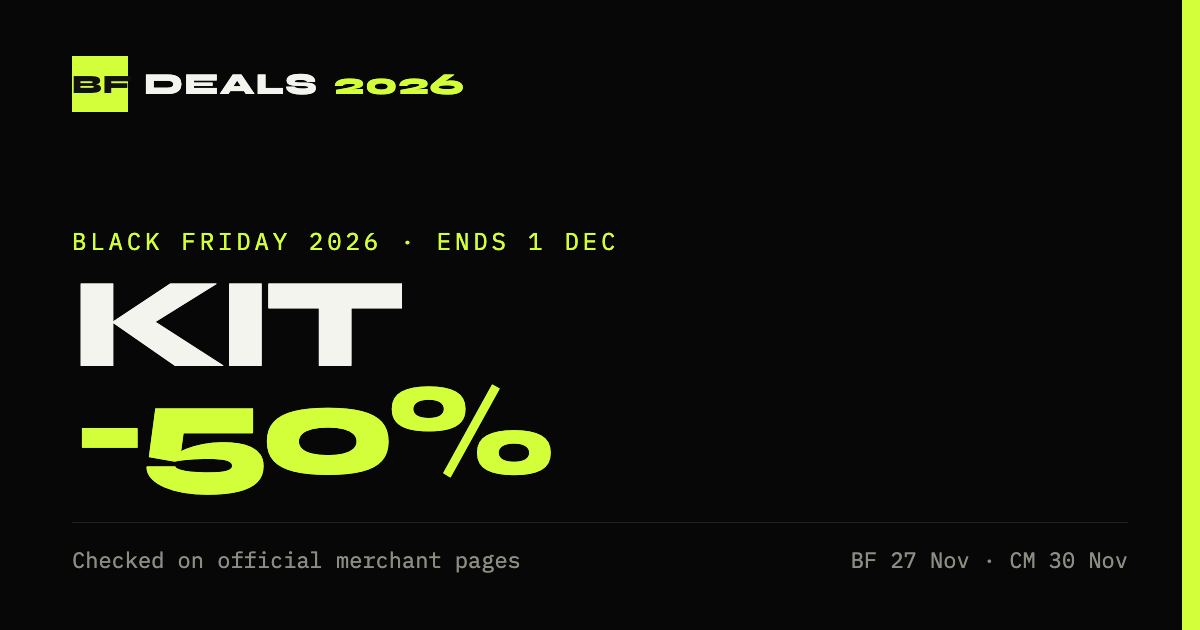 BF DEALS 2026
BLACK FRIDAY 2026 · ENDS 1 DEC
KIT
-50%
Checked on official merchant pages
BF 27 Nov · CM 30 Nov